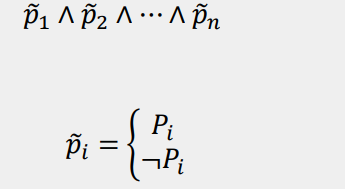 p̃₁ ∧ p̃₂ ∧ ⋯ ∧ p̃ₙ
p̃ᵢ = { Pᵢ
¬Pᵢ